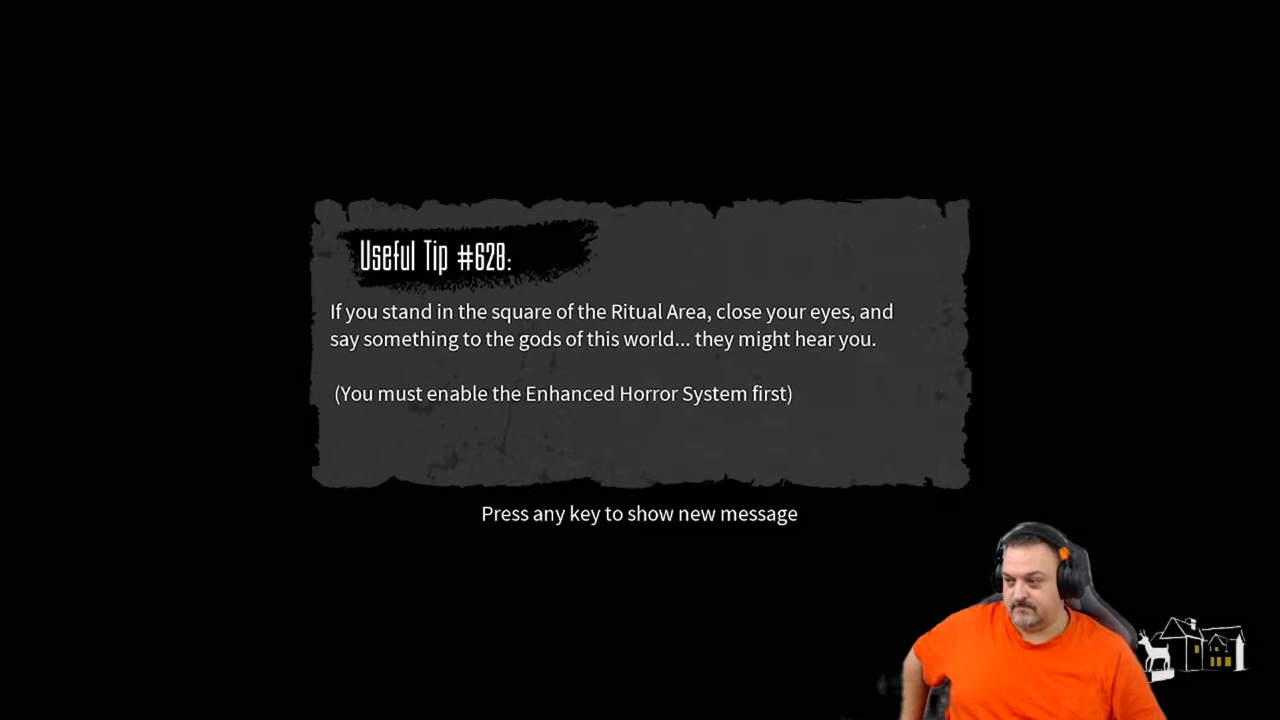 Useful Tip #628:
If you stand in the square of the Ritual Area, close your eyes, and
say something to the gods of this world... they might hear you.
(You must enable the Enhanced Horror System first)
Press any key to show new message